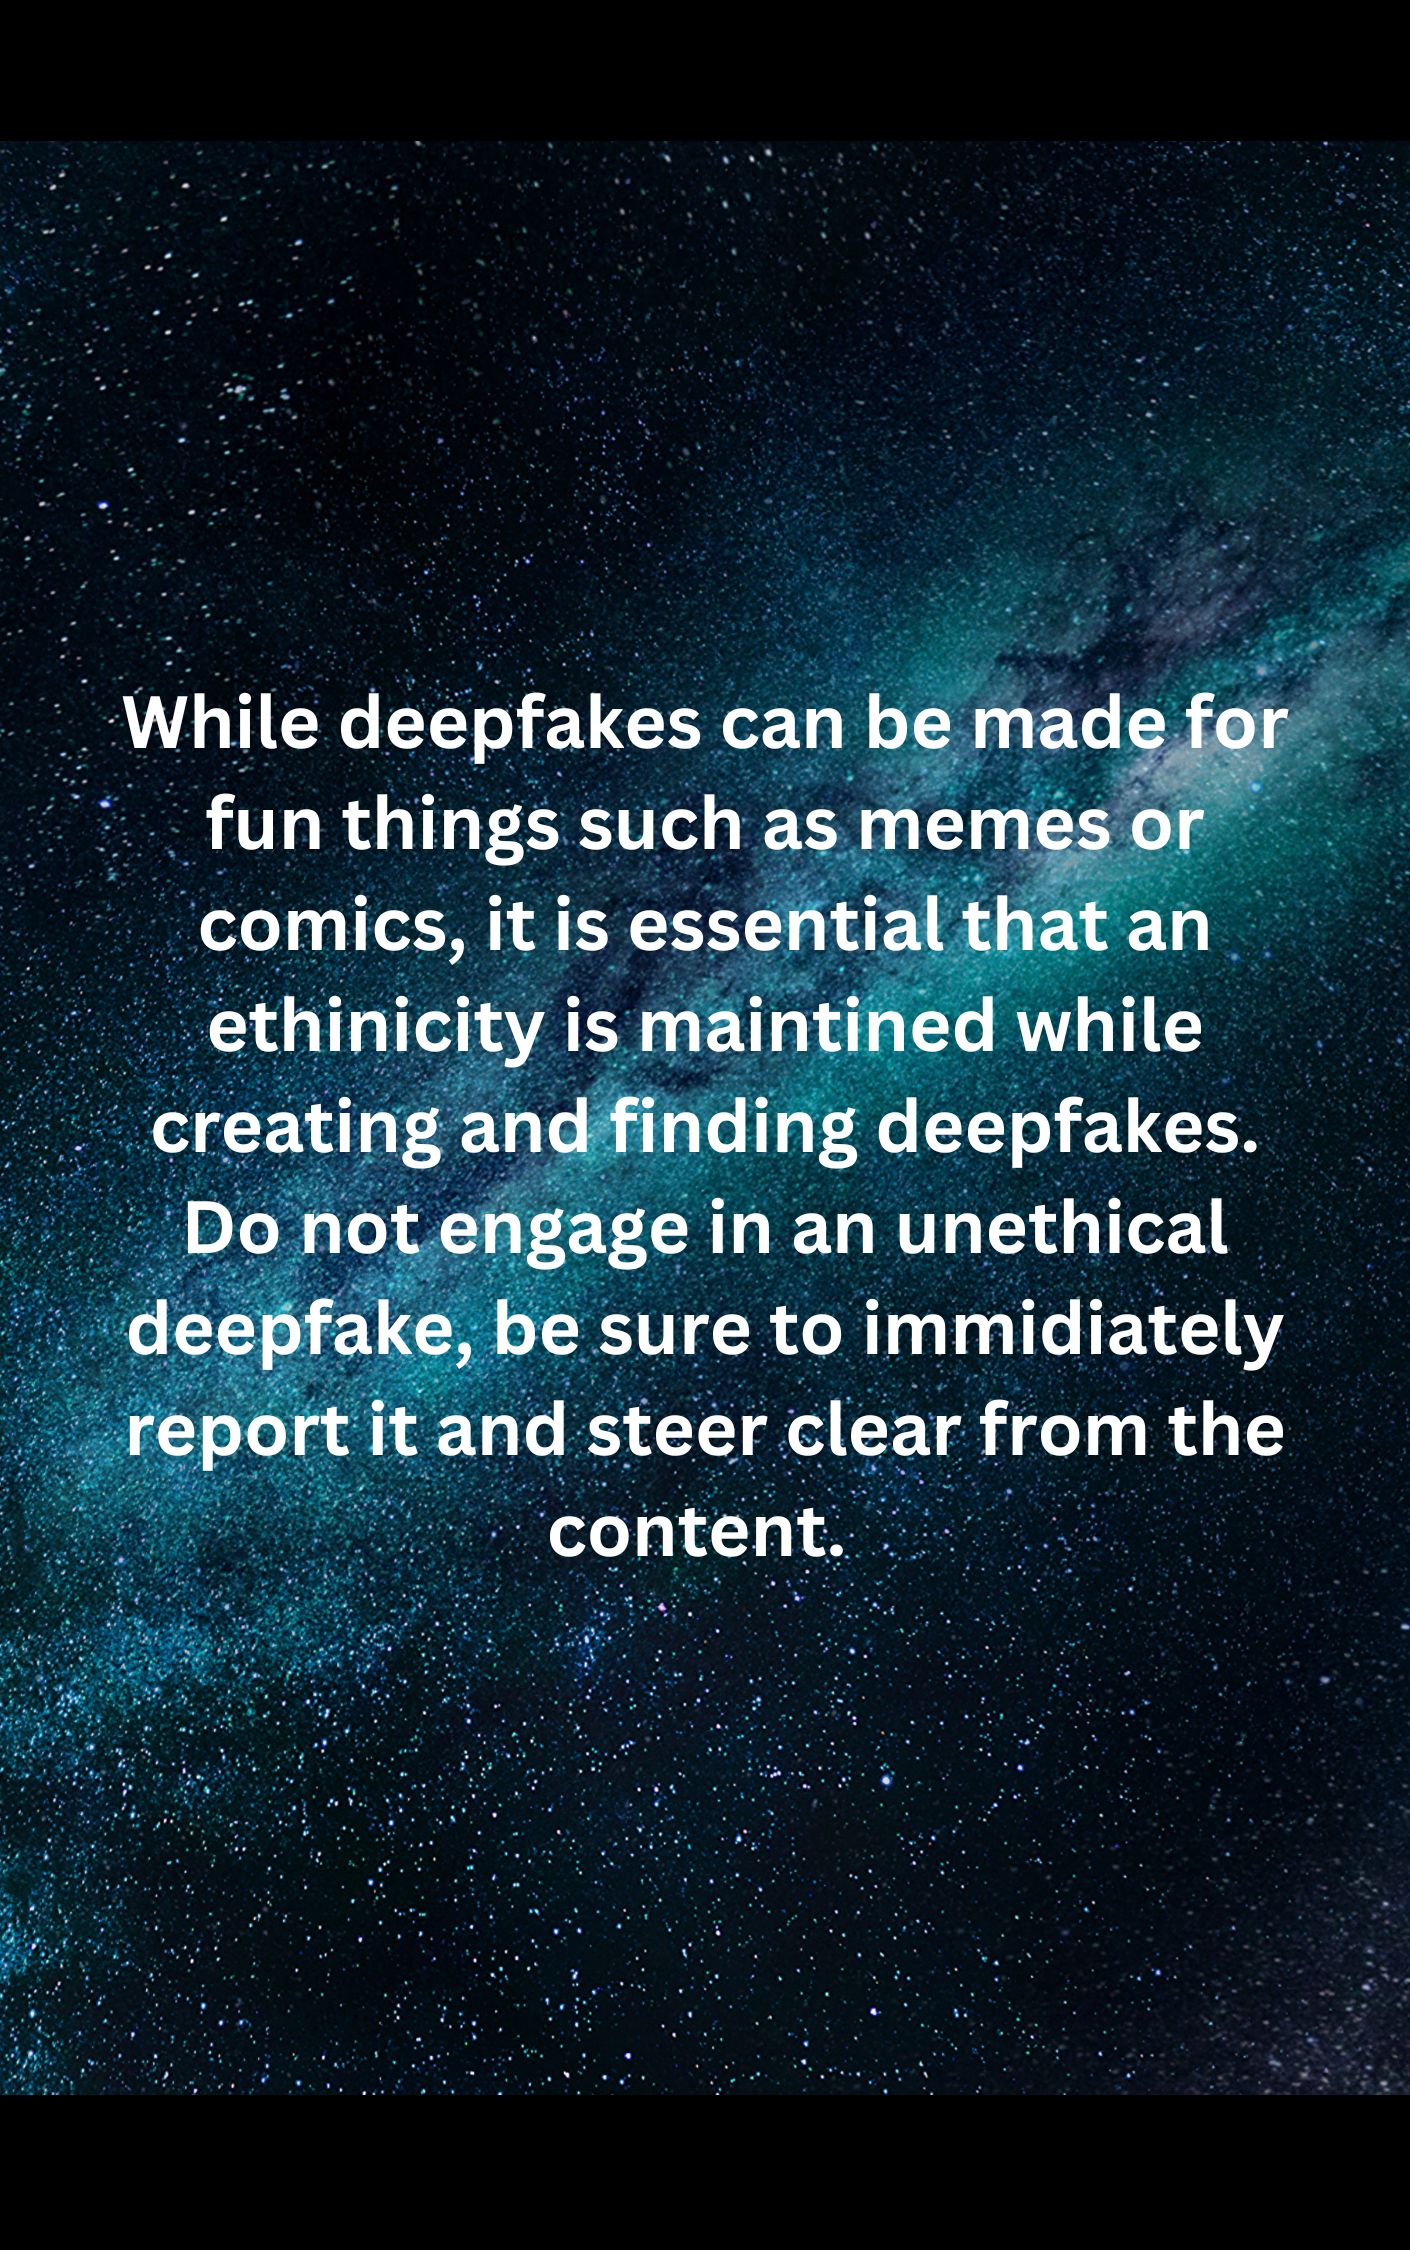 While deepfakes can be made for
fun things such as memes or
comics, it is essential that an
ethinicity is maintined while
creating and finding deepfakes.
Do not engage in an unethical
deepfake, be sure to immidiately
report it and steer clear from the
content.